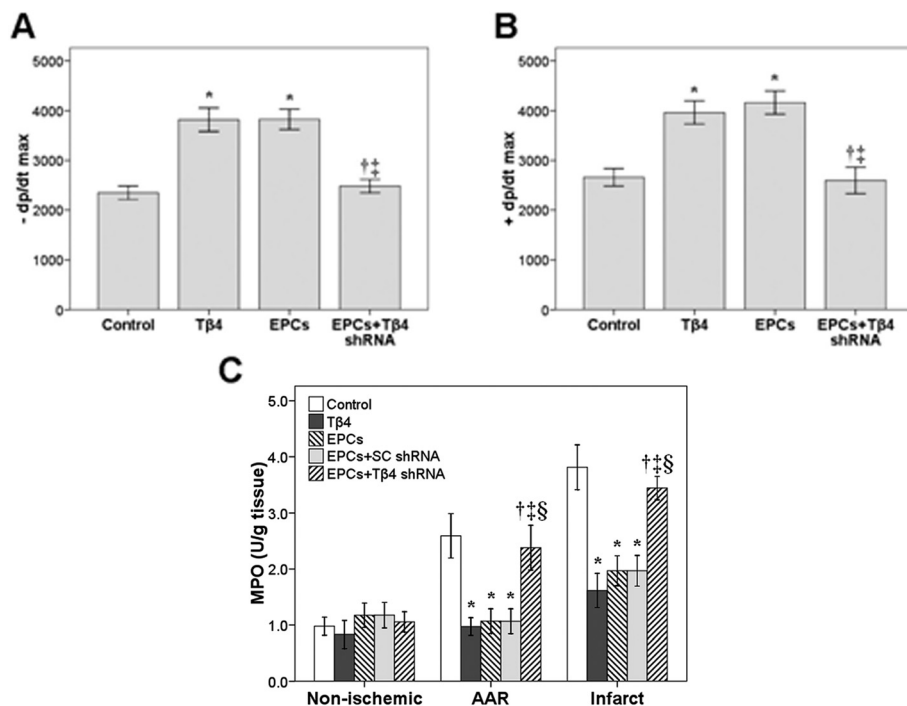 A
- dp/dt max
5000
4000
3000
2000
1000
0
*
*
†‡
Control
Tβ4
EPCs
EPCs+Tβ4
shRNA
B
+ dp/dt max
5000
4000
3000
2000
1000
0
*
*
†‡
Control
Tβ4
EPCs
EPCs+Tβ4
shRNA
C
MPO (U/g tissue)
5.0
4.0
3.0
2.0
1.0
0
Control
Tβ4
EPCs
EPCs+SC shRNA
EPCs+Tβ4 shRNA
* * *
†‡§
* * *
†‡§
Non-ischemic AAR Infarct